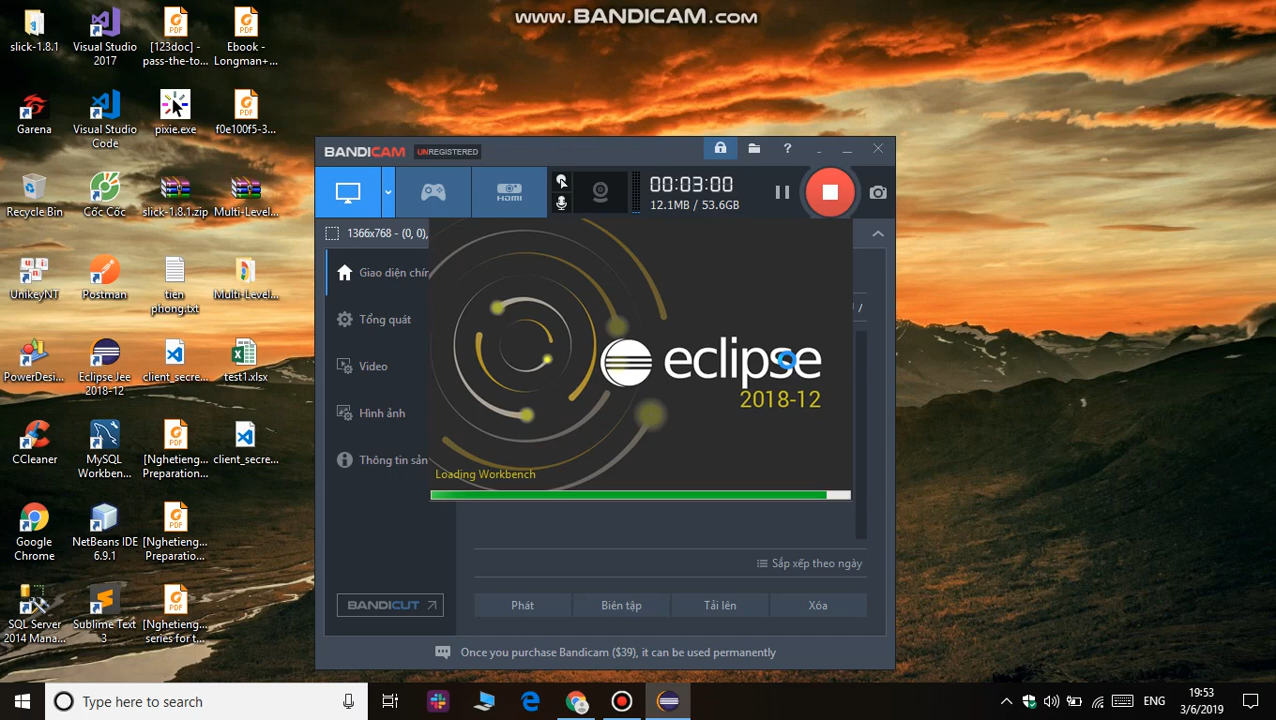 www.BANDICAM.com
slick-1.8.1
Visual Studio
2017
[123doc] -
pass-the-to...
Ebook -
Longman+...
Garena
Visual Studio
Code
pixie.exe
f0e100f5-3...
Recycle Bin
Cốc Cốc
slick-1.8.1.zip
Multi-Level...
UnikeyNT
Postman
tien
phong.txt
Multi-Level...
PowerDesi...
Eclipse Jee
2018-12
client_secre...
test1.xlsx
CCleaner
MySQL
Workben...
[Nghetieng...
Preparatio...
client_secre...
Google
Chrome
NetBeans IDE
6.9.1
[Nghetieng...
Preparatio...
SQL Server
2014 Mana...
Sublime Text
3
[Nghetieng...
series for t...
BANDICAM UNREGISTERED
HDMI
00:03:00
12.1MB / 53.6GB
1366x768 - (0, 0),
Giao diện chín
Tổng quát
Video
Hình ảnh
Thông tin sản
eclipse
2018-12
Loading Workbench
Sắp xếp theo ngày
BANDICUT
Phát
Biên tập
Tải lên
Xóa
Once you purchase Bandicam ($39), it can be used permanently
Type here to search
ENG
19:53
3/6/2019